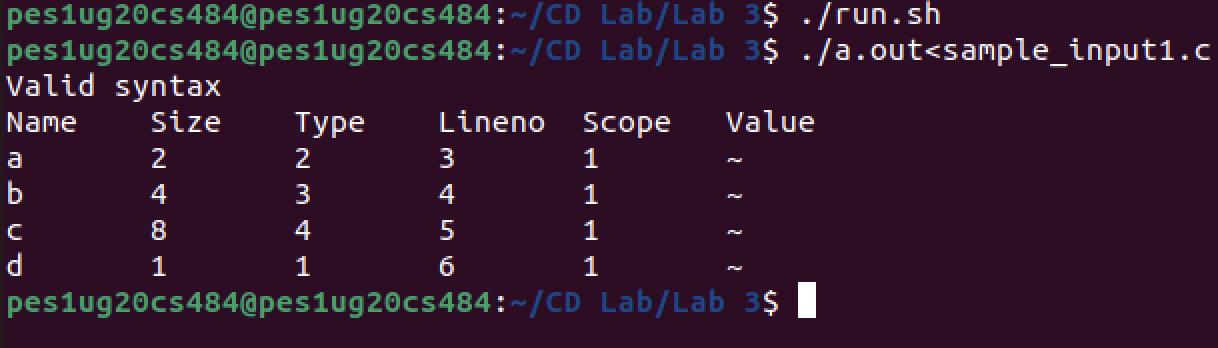 pes1ug20cs484@pes1ug20cs484:~/CD Lab/Lab 3$ ./run.sh
pes1ug20cs484@pes1ug20cs484:~/CD Lab/Lab 3$ ./a.out<sample_input1.c
Valid syntax
Name Size Type Lineno Scope Value
a 2 2 3 1 ~
b 4 3 4 1 ~
c 8 4 5 1 ~
d 1 1 6 1 ~
pes1ug20cs484@pes1ug20cs484:~/CD Lab/Lab 3$